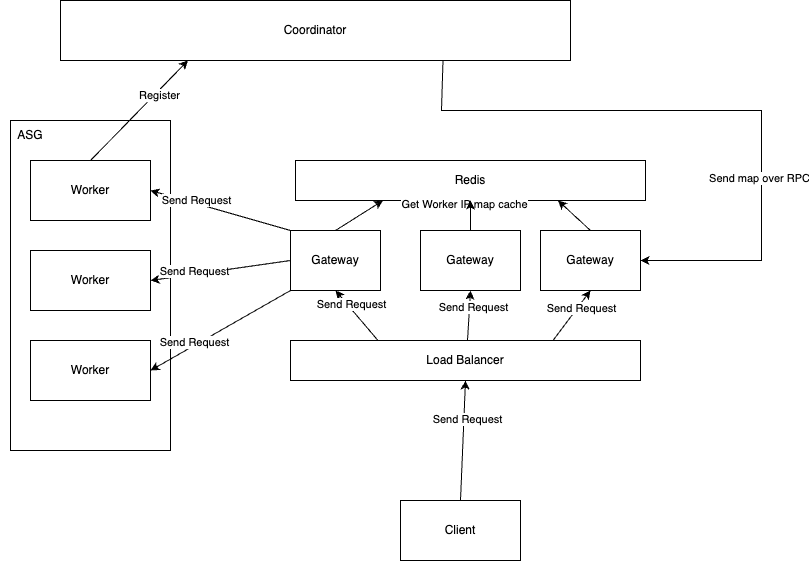 Coordinator
Register
ASG
Worker
Redis
Send map over RPC
Send Request
Get Worker IP map cache
Gateway
Gateway
Gateway
Worker
Send Request
Send Request
Send Request
Send Request
Send Request
Worker
Load Balancer
Send Request
Client